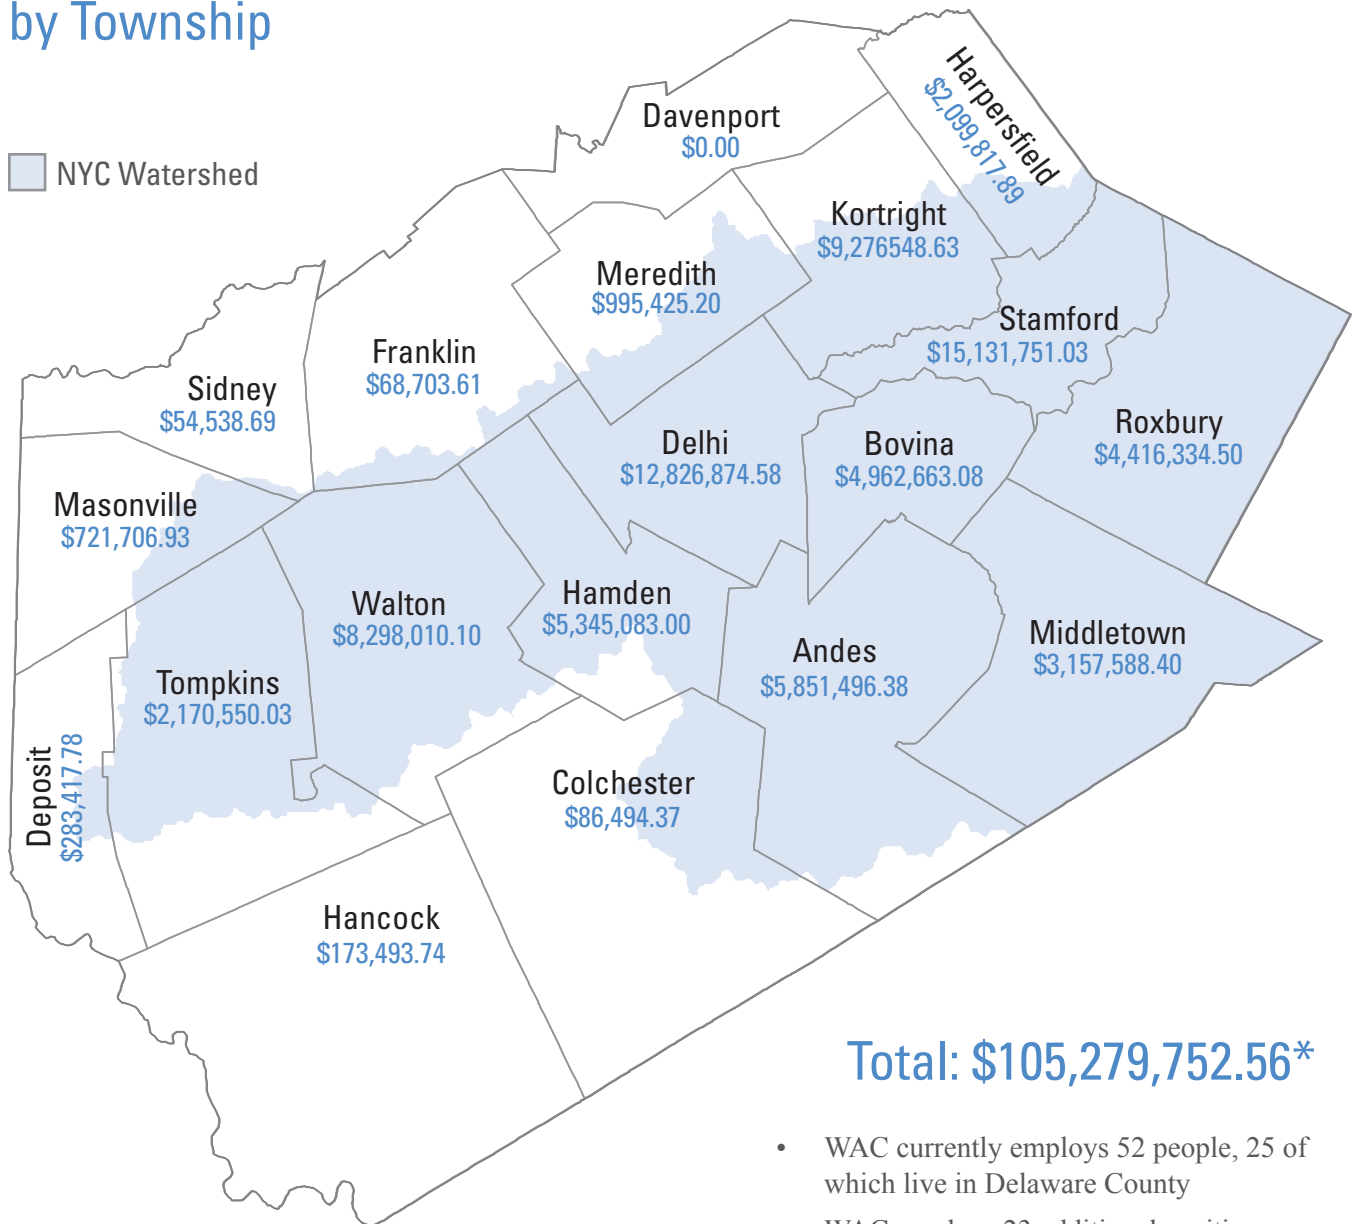 by Township
NYC Watershed
Harpersfield
$2,099,817.89
Davenport
$0.00
Kortright
$9,276548.63
Meredith
$995,425.20
Stamford
$15,131,751.03
Franklin
$68,703.61
Sidney
$54,538.69
Roxbury
$4,416,334.50
Delhi
$12,826,874.58
Bovina
$4,962,663.08
Masonville
$721,706.93
Walton
$8,298,010.10
Hamden
$5,345,083.00
Andes
$5,851,496.38
Middletown
$3,157,588.40
Tompkins
$2,170,550.03
Deposit
$283,417.78
Colchester
$86,494.37
Hancock
$173,493.74
Total: $105,279,752.56*
• WAC currently employs 52 people, 25 of
which live in Delaware County